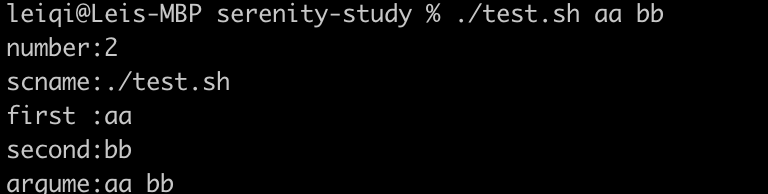 leiqi@Leis-MBP serenity-study % ./test.sh aa bb
number:2
scname:./test.sh
first :aa
second:bb
argume:aa bb